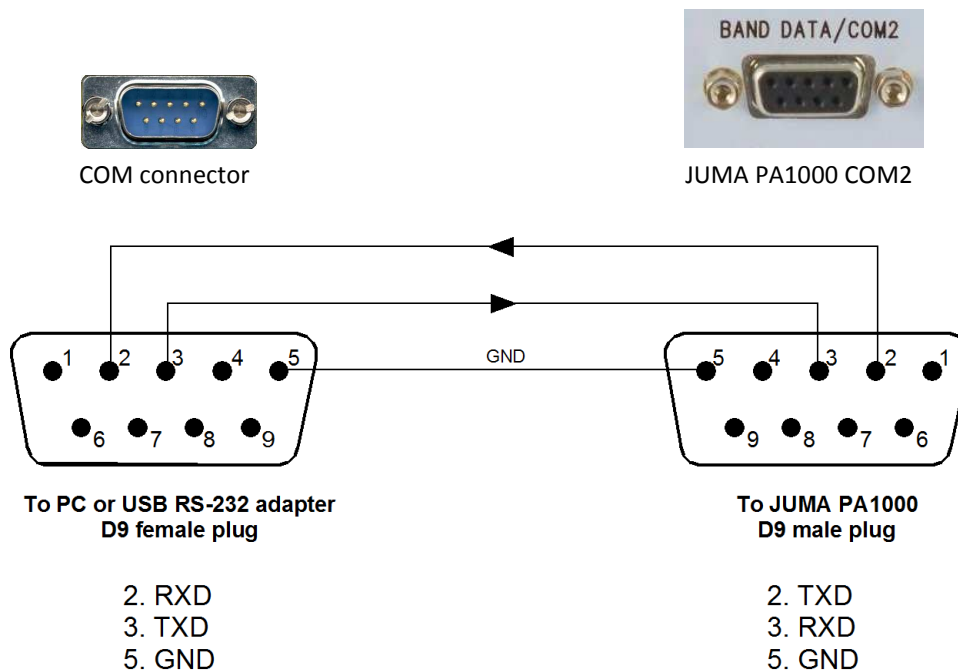 BAND DATA/COM2
COM connector
JUMA PA1000 COM2
GND
1 2 3 4 5
5 4 3 2 1
6 7 8 9
9 8 7 6
To PC or USB RS-232 adapter
D9 female plug
To JUMA PA1000
D9 male plug
2. RXD
3. TXD
5. GND
2. TXD
3. RXD
5. GND